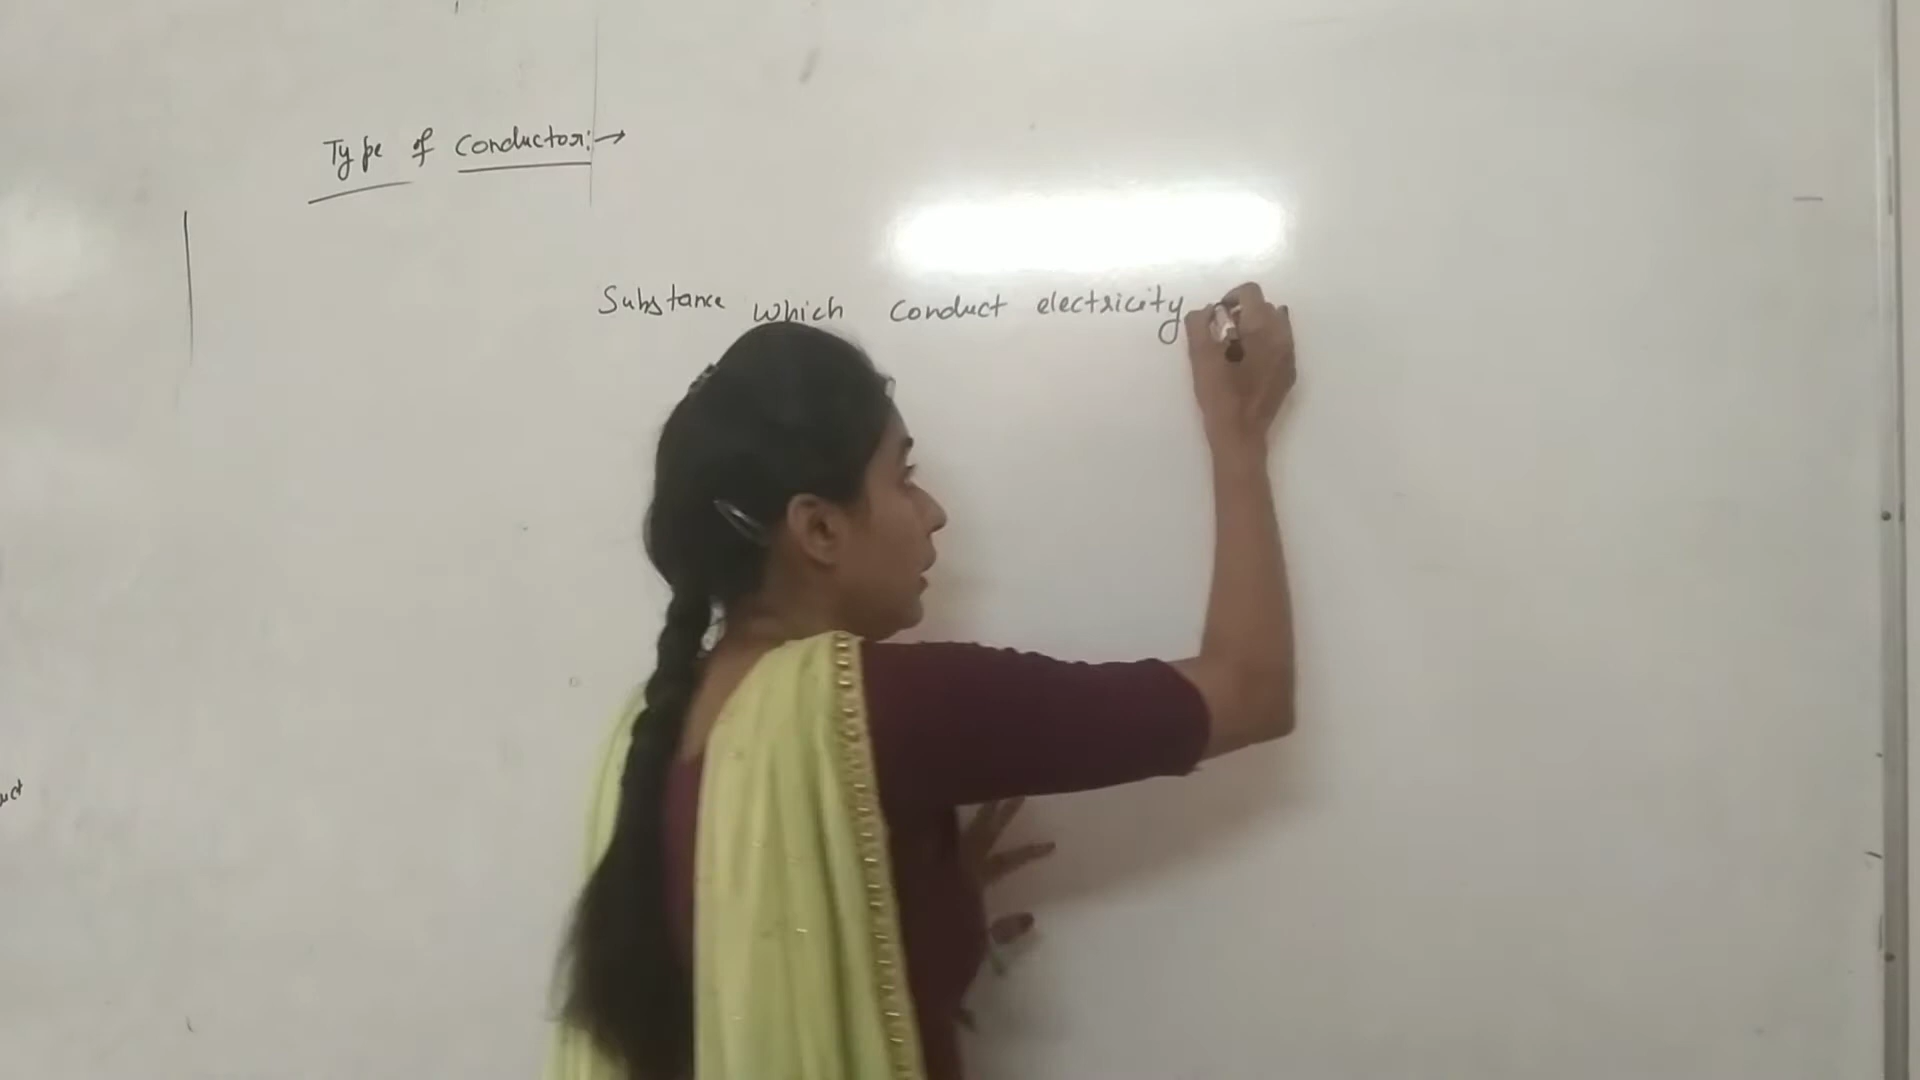 Type of Conductor:→
Substance which conduct electricity